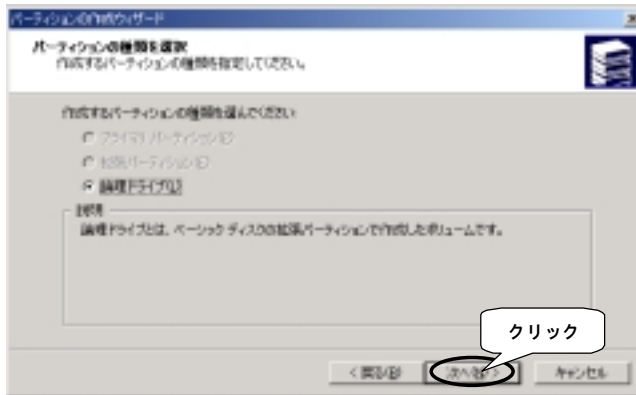 パーティションの作成ウィザード
パーティションの種類を選択
作成するパーティションの種類を指定してください。
作成するパーティションの種類を選んでください:
プライマリ パーティション(P)
拡張パーティション(E)
論理ドライブ(L)
説明
論理ドライブとは、ベーシック ディスクの拡張パーティションで作成したボリュームです。
クリック
< 戻る(B)
次へ(N) >
キャンセル